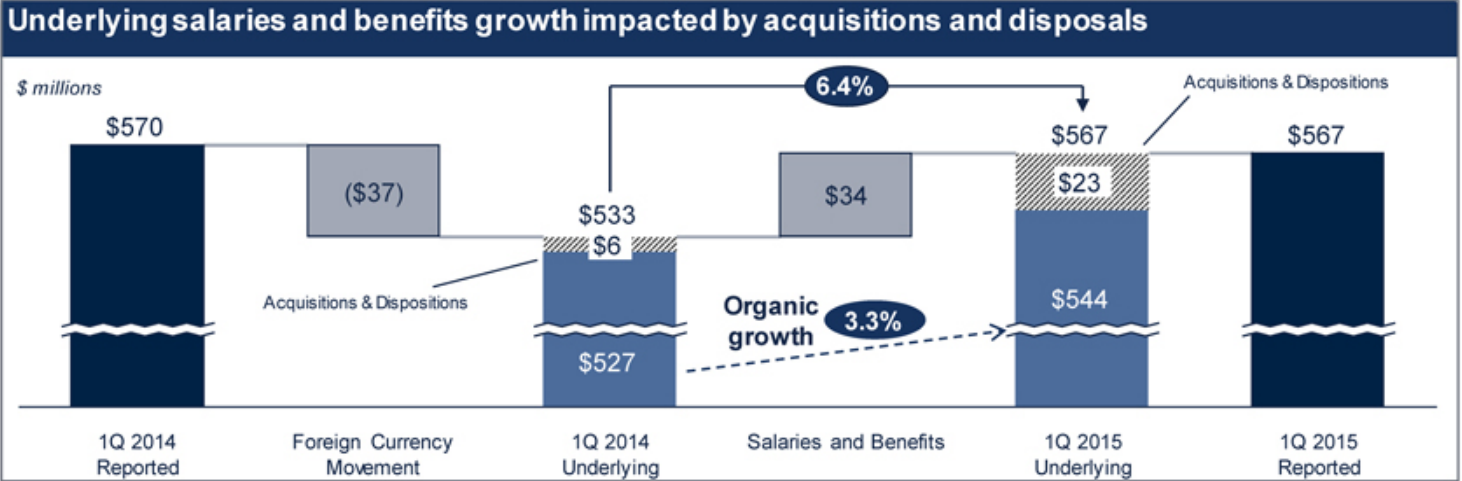 Underlying salaries and benefits growth impacted by acquisitions and disposals
$ millions
6.4%
Acquisitions & Dispositions
$570
$567
$567
($37)
$34
$23
$533
$6
Acquisitions & Dispositions
$544
Organic
growth
3.3%
$527
1Q 2014
Reported
Foreign Currency
Movement
1Q 2014
Underlying
Salaries and Benefits
1Q 2015
Underlying
1Q 2015
Reported